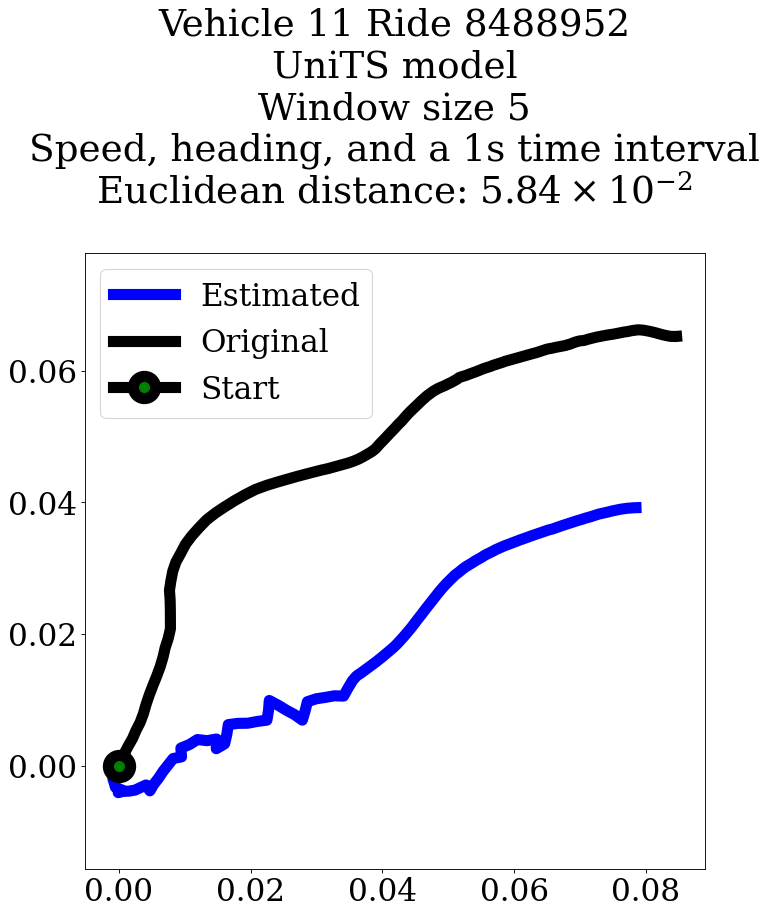 Vehicle 11 Ride 8488952
UniTS model
Window size 5
Speed, heading, and a 1s time interval
Euclidean distance: 5.84 × 10⁻²
Estimated
Original
Start
0.06
0.04
0.02
0.00
0.00 0.02 0.04 0.06 0.08